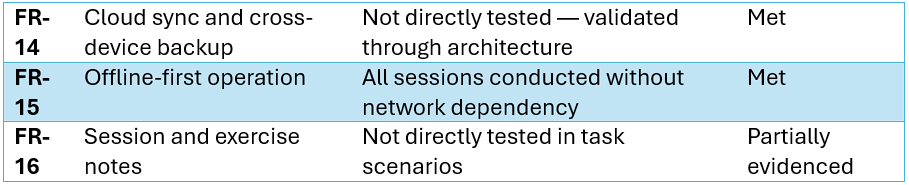 FR- Cloud sync and cross- Not directly tested — validated Met
14 device backup through architecture
FR- Offline-first operation All sessions conducted without Met
15 network dependency
FR- Session and exercise Not directly tested in task Partially
16 notes scenarios evidenced